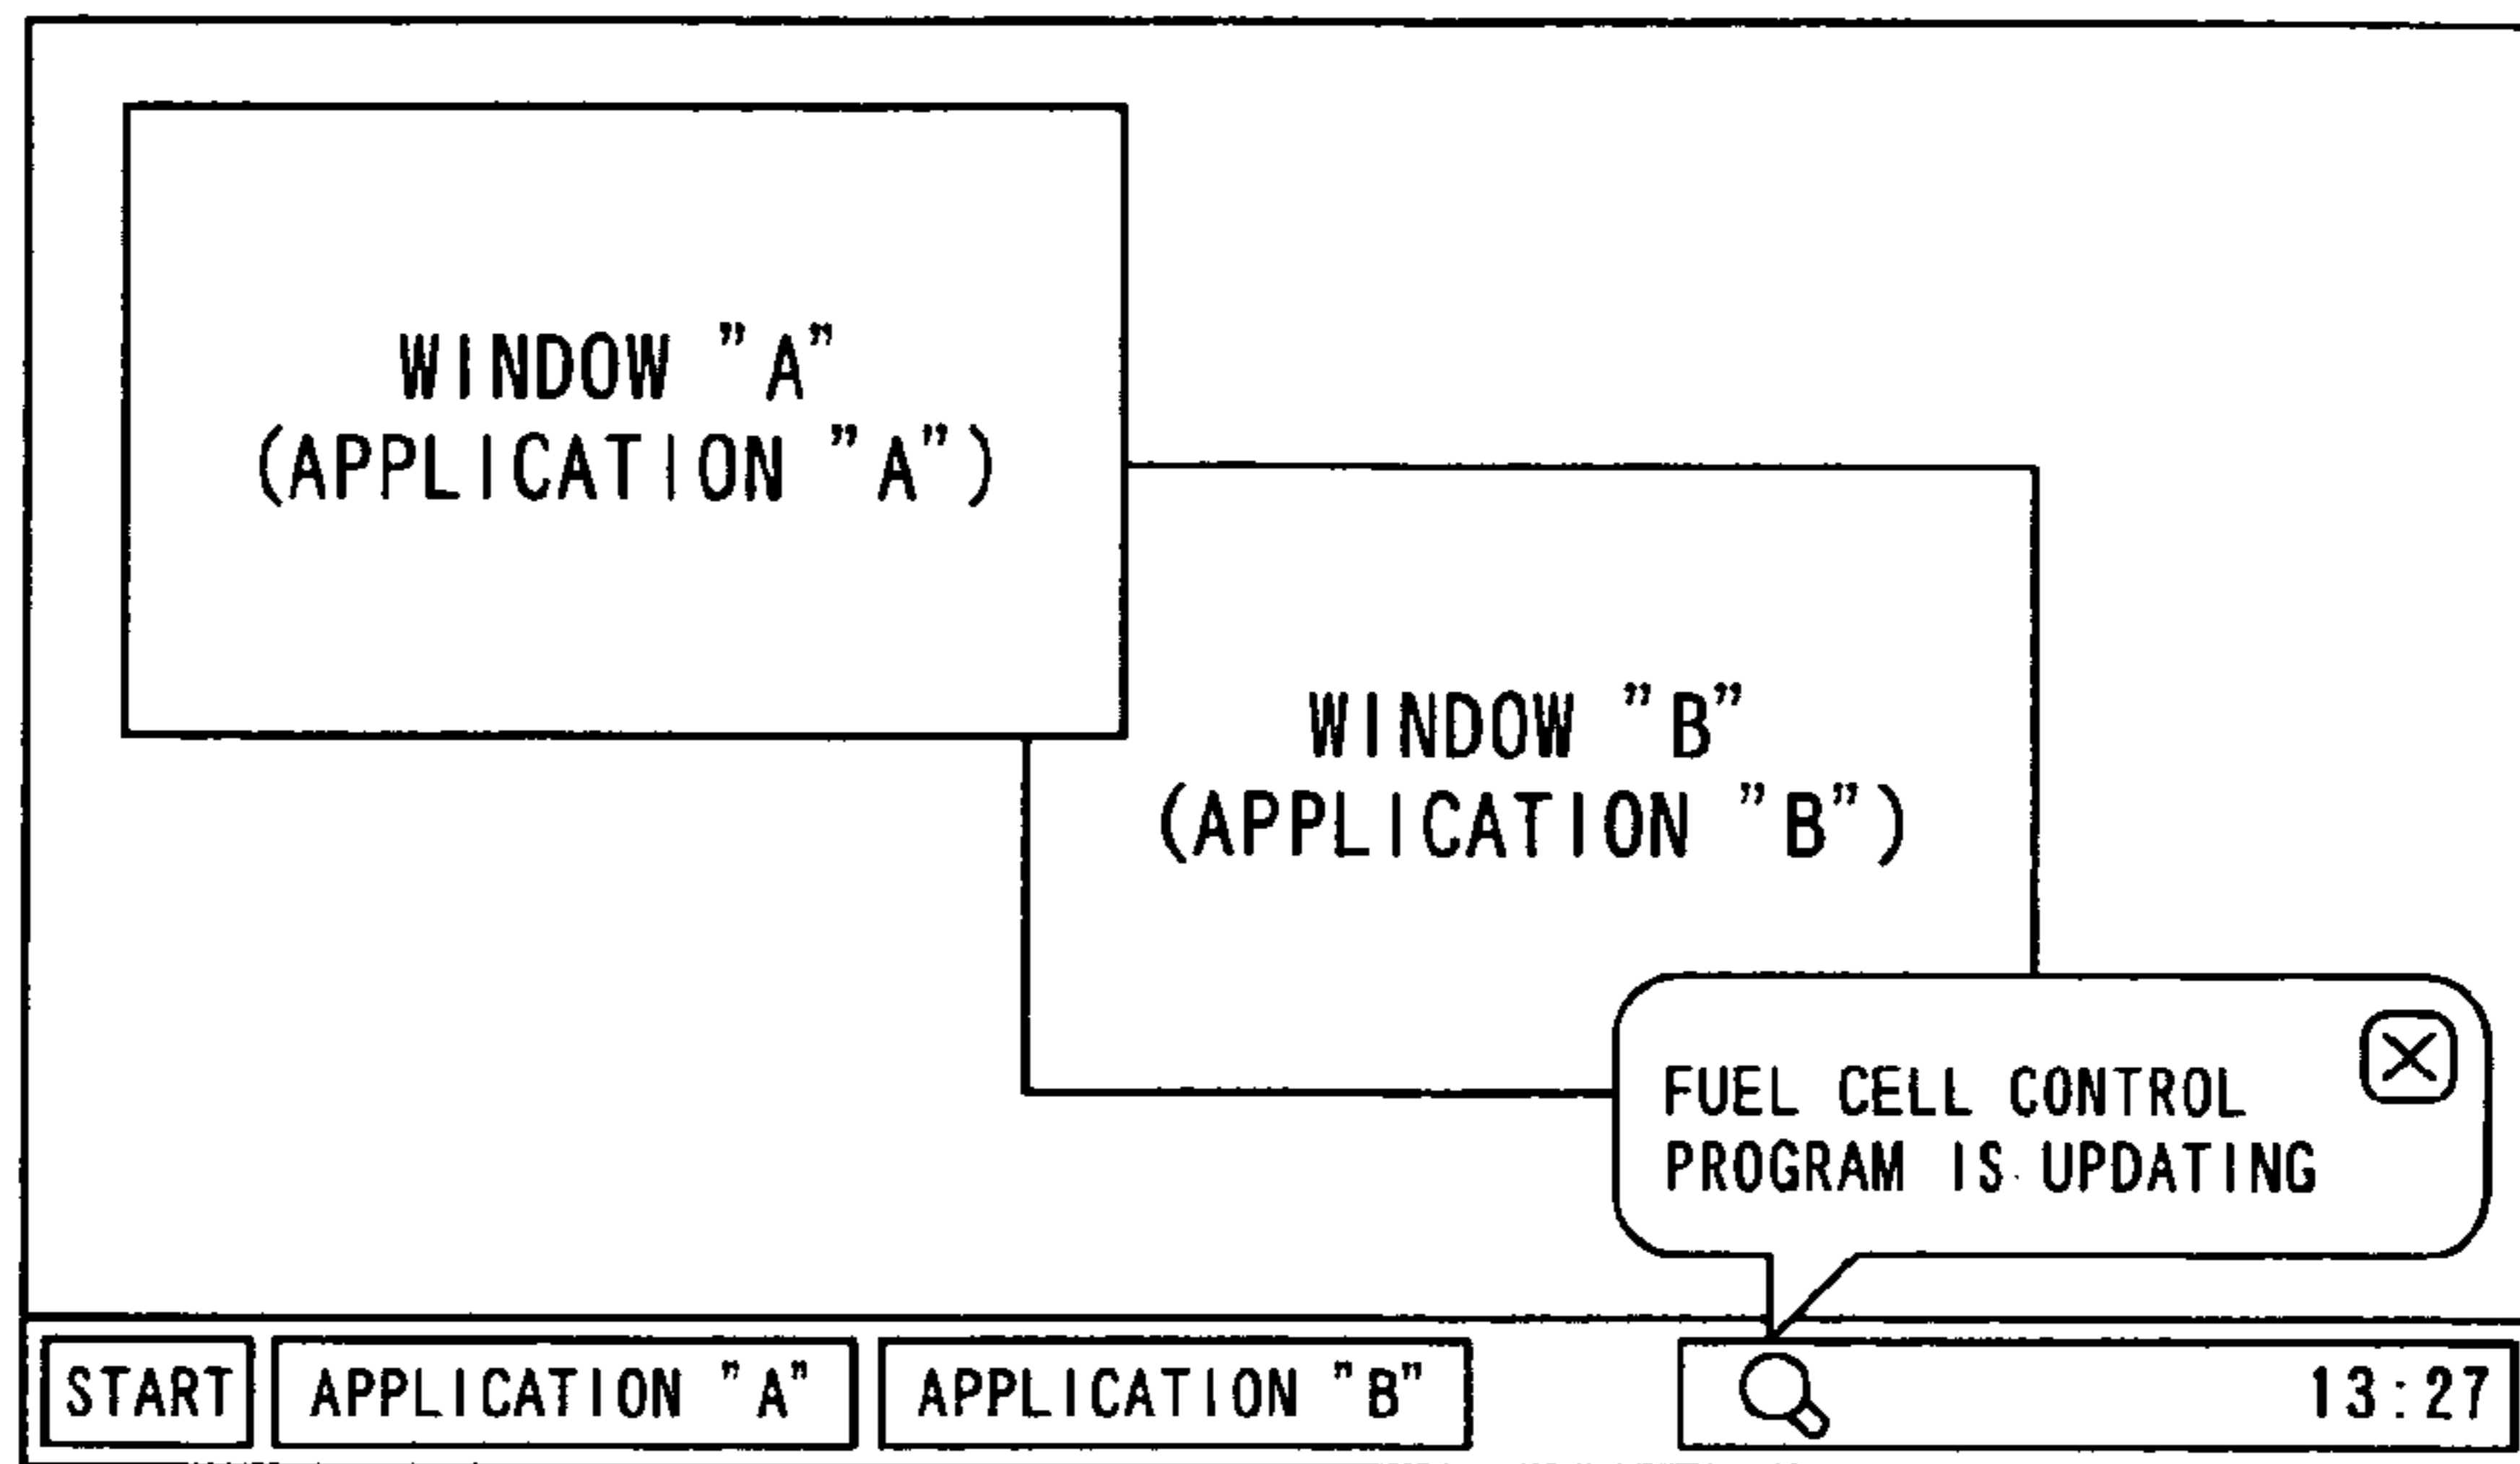 WINDOW "A"
(APPLICATION "A")
WINDOW "B"
(APPLICATION "B")
FUEL CELL CONTROL
PROGRAM IS UPDATING
START
APPLICATION "A"
APPLICATION "B"
13:27